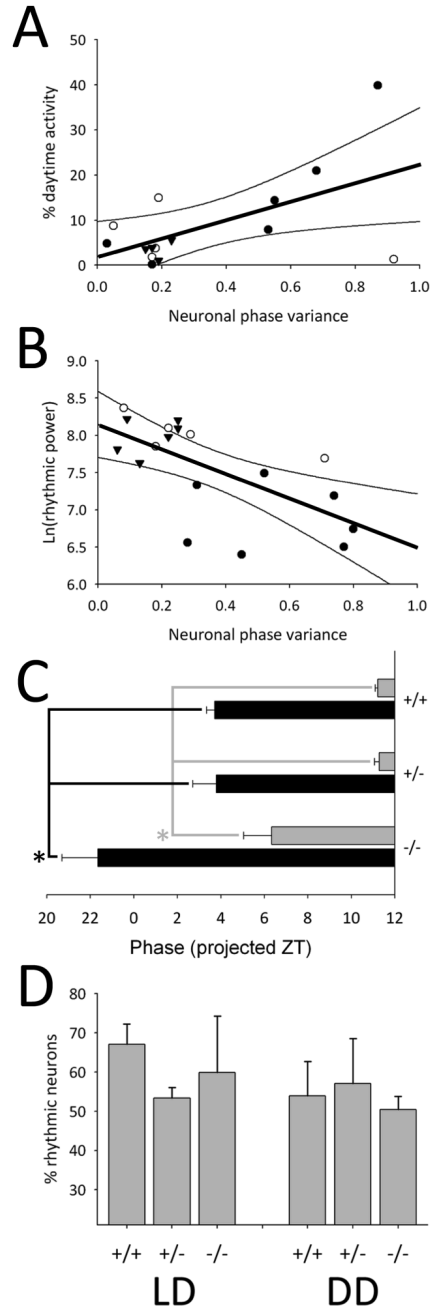 A
50
40
30
20
10
0
% daytime activity
0.0 0.2 0.4 0.6 0.8 1.0
Neuronal phase variance
B
9.0
8.5
8.0
7.5
7.0
6.5
6.0
Ln(rhythmic power)
0.0 0.2 0.4 0.6 0.8 1.0
Neuronal phase variance
C
+/+
+/-
*
-/-
*
20 22 0 2 4 6 8 10 12
Phase (projected ZT)
D
80
70
60
50
40
30
% rhythmic neurons
+/+ +/- -/- +/+ +/- -/-
LD DD